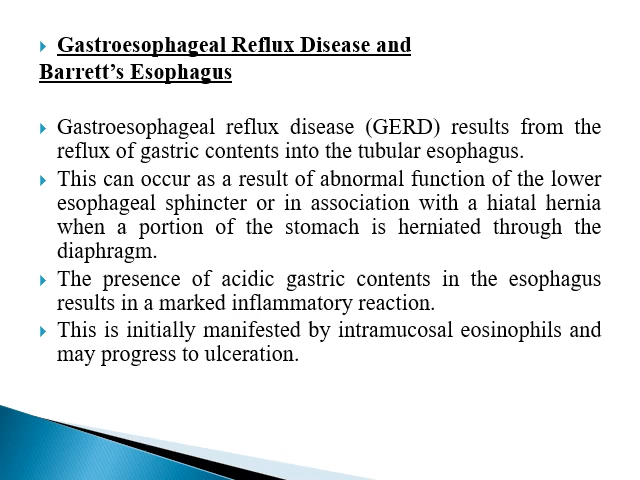 Gastroesophageal Reflux Disease and
Barrett’s Esophagus
Gastroesophageal reflux disease (GERD) results from the
reflux of gastric contents into the tubular esophagus.
This can occur as a result of abnormal function of the lower
esophageal sphincter or in association with a hiatal hernia
when a portion of the stomach is herniated through the
diaphragm.
The presence of acidic gastric contents in the esophagus
results in a marked inflammatory reaction.
This is initially manifested by intramucosal eosinophils and
may progress to ulceration.